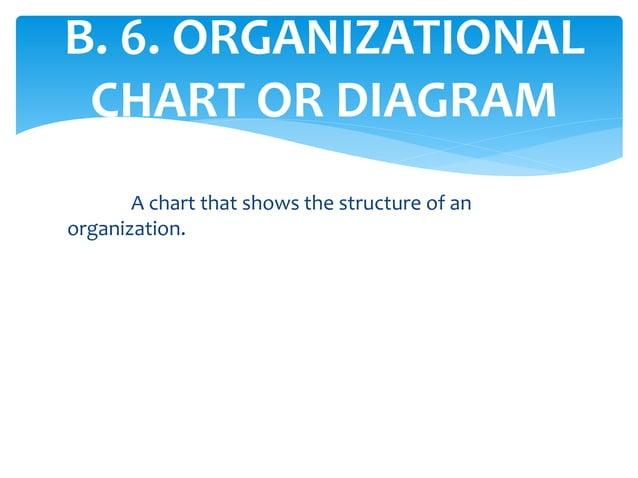 B. 6. ORGANIZATIONAL
CHART OR DIAGRAM
A chart that shows the structure of an
organization.